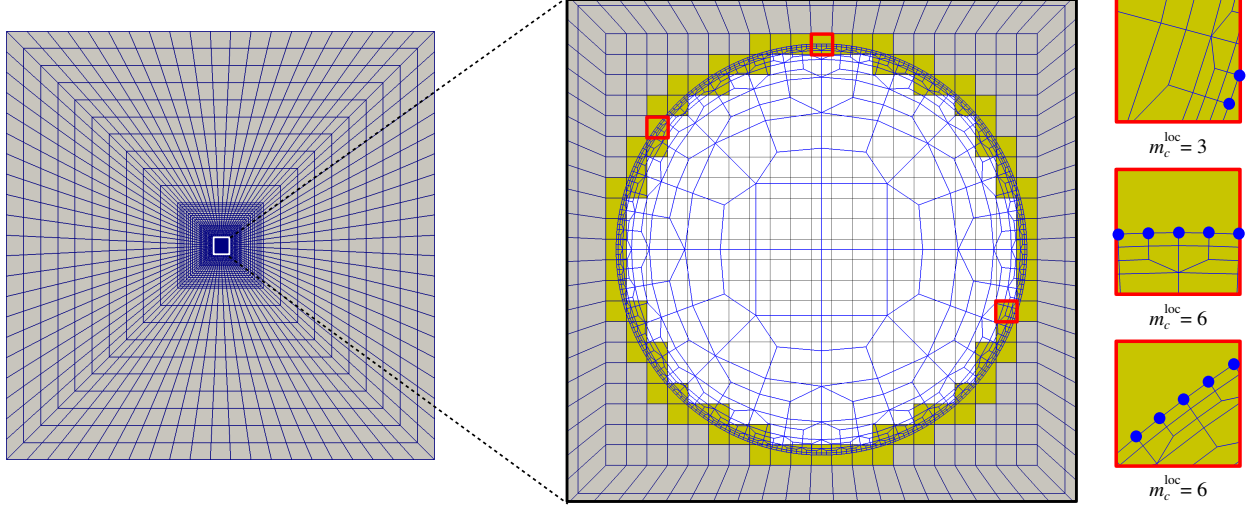 m_c^loc = 3
m_c^loc = 6
m_c^loc = 6